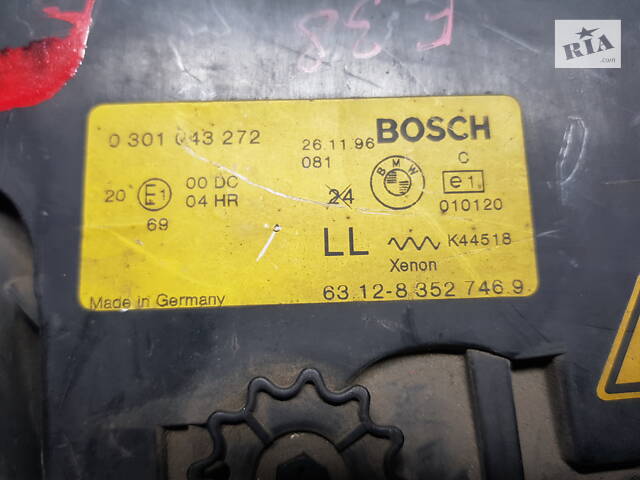 RIA
.com
E38
0 301 043 272
26.11.96 BOSCH
081
BMW
C
20 E1 00 DC
04 HR
24
e1
010120
69
LL K44518
Xenon
63.12-8 352 746.9
Made in Germany